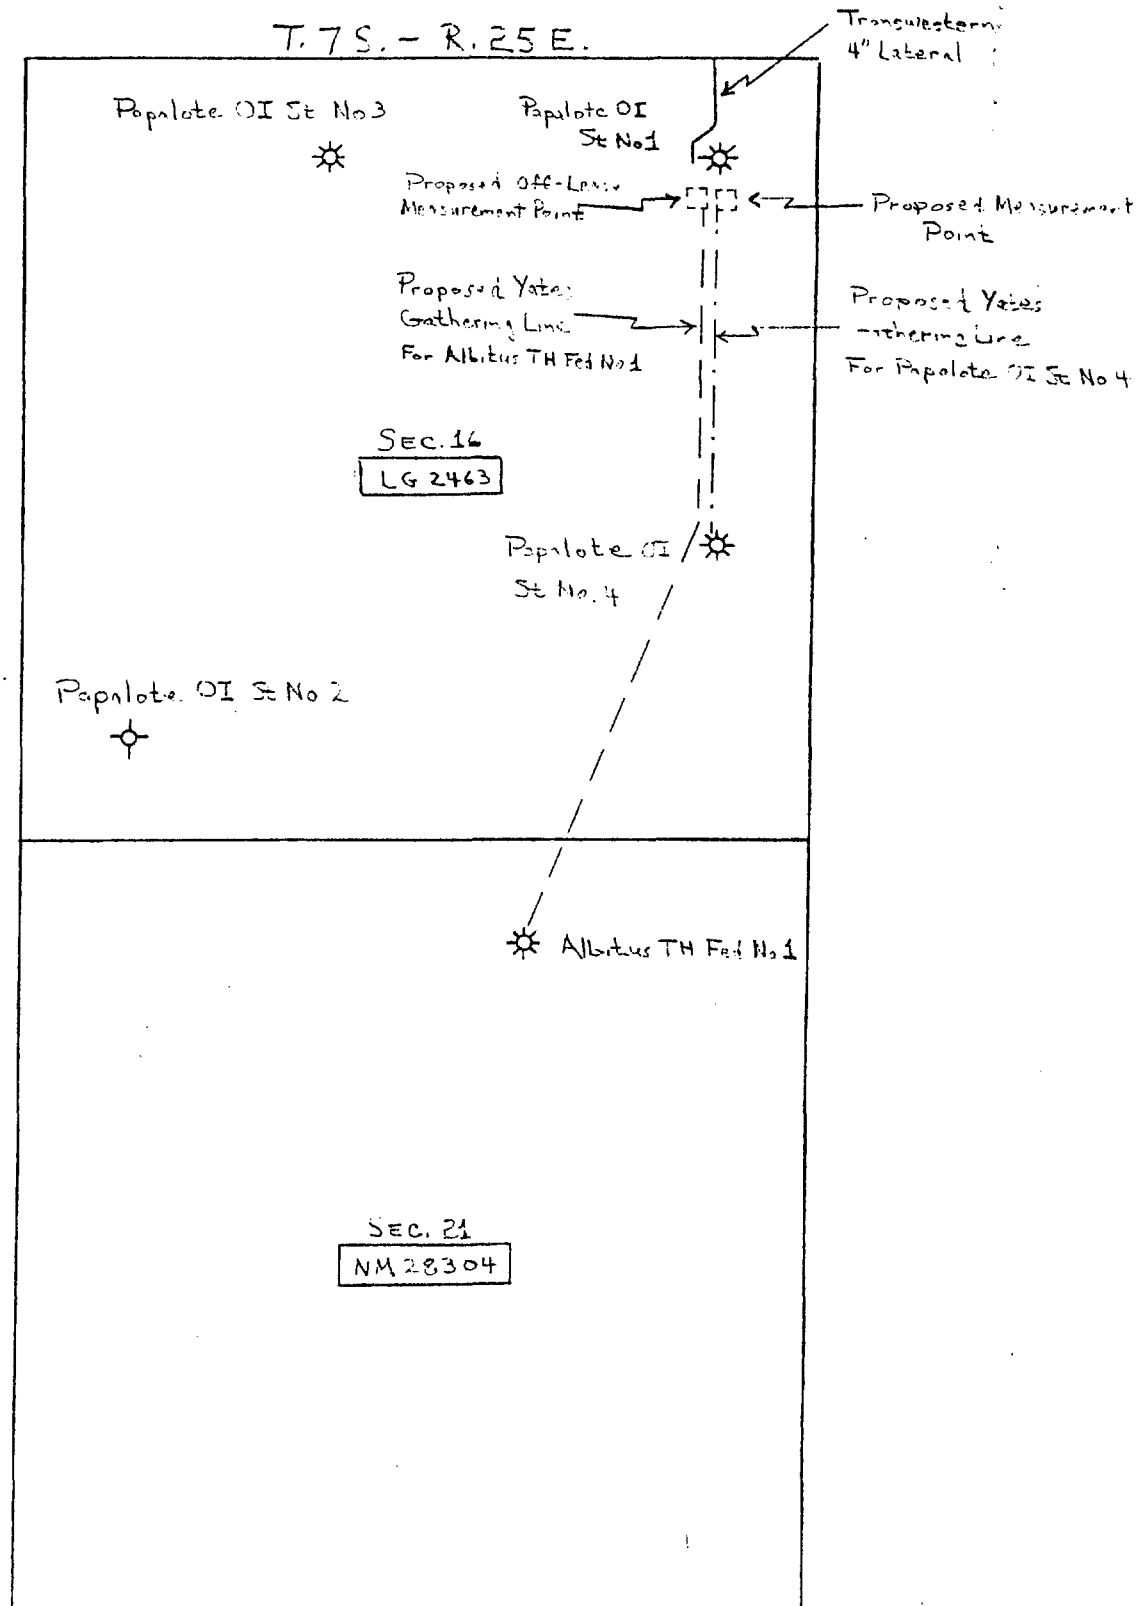 T. 7 S. - R. 25 E.
Transwestern
4" Lateral
Papalote OI St No 3
Papalote OI
St No 1
Proposed Off-Lease
Measurement Point
Proposed Measurement
Point
Proposed Yates
Gathering Line
For Albitus TH Fed No 1
Proposed Yates
Gathering Line
For Papalote OI St No 4
SEC. 16
LG 2463
Papalote OI
St No. 4
Papalote OI St No 2
Albitus TH Fed No 1
SEC. 21
NM 28304